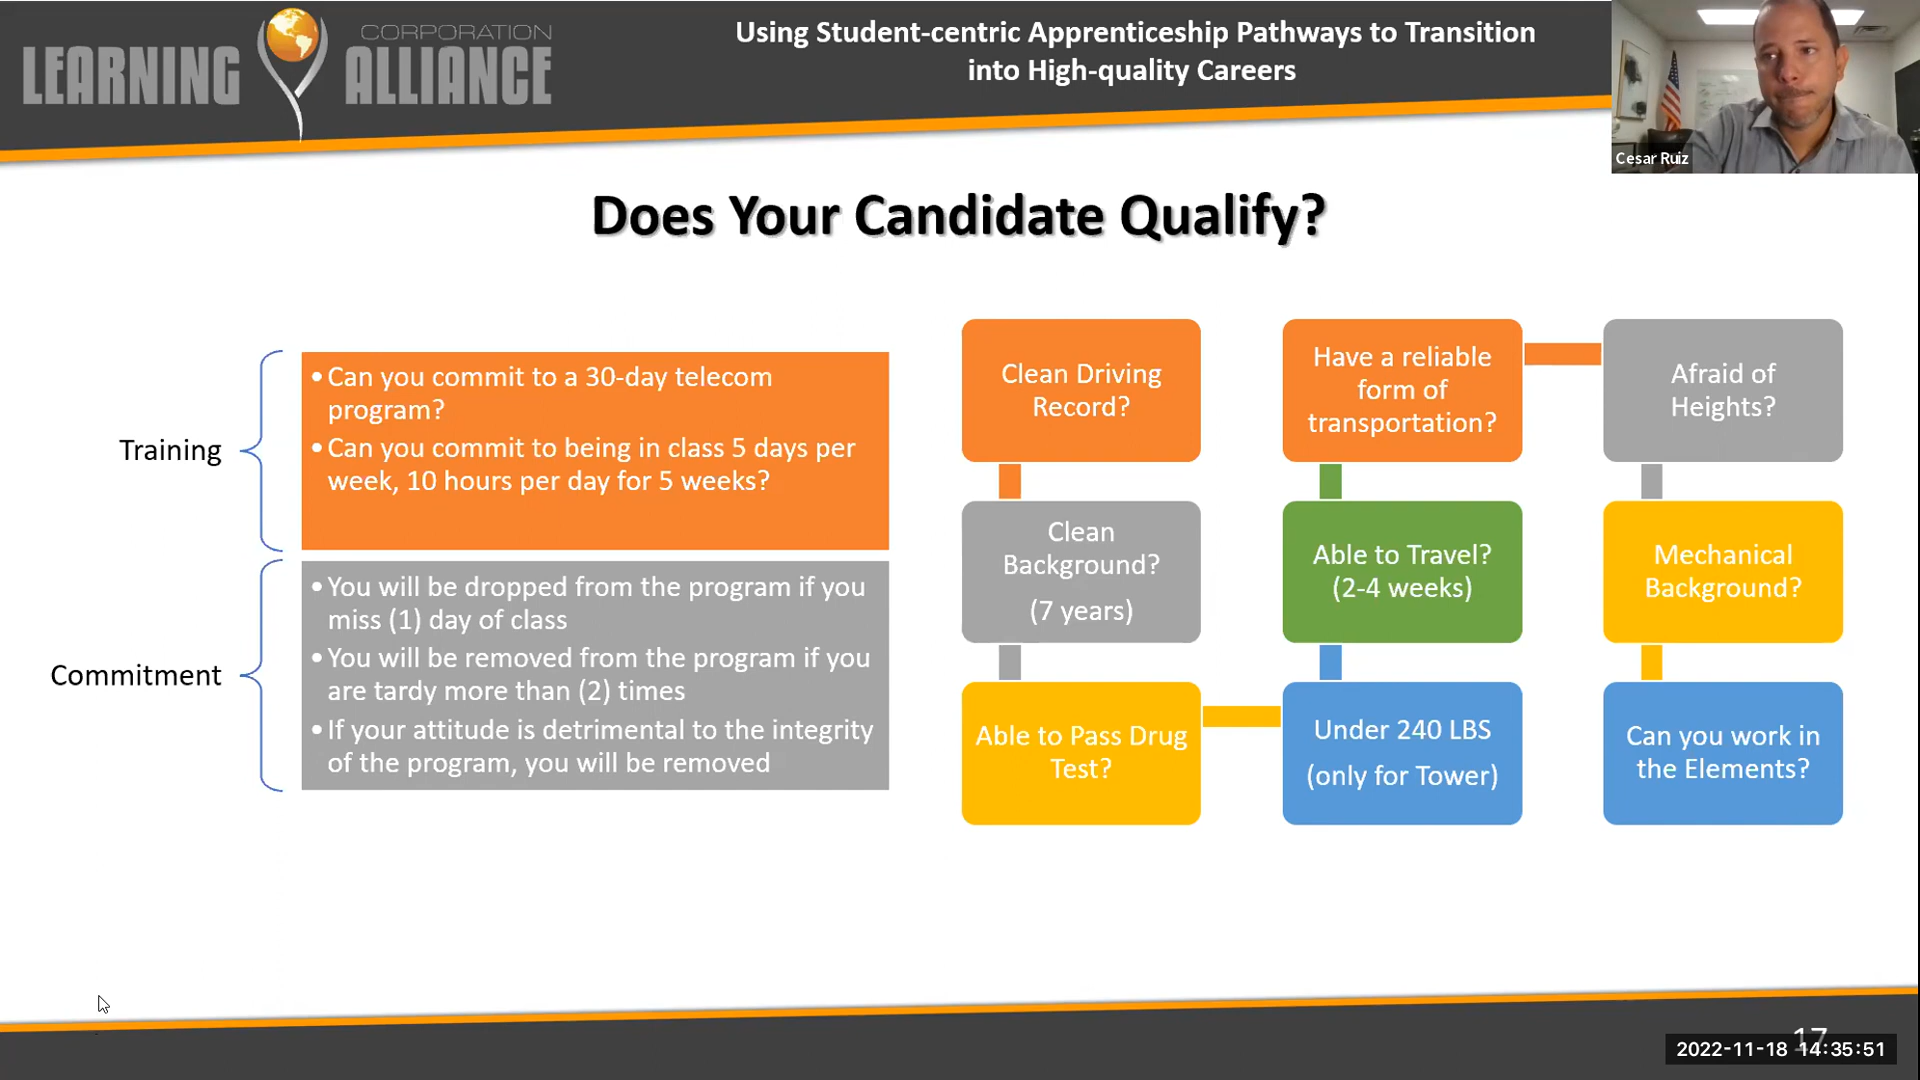 LEARNING
CORPORATION
ALLIANCE
Using Student-centric Apprenticeship Pathways to Transition
into High-quality Careers
Cesar Ruiz
Does Your Candidate Qualify?
Training
• Can you commit to a 30-day telecom
program?
• Can you commit to being in class 5 days per
week, 10 hours per day for 5 weeks?
Commitment
• You will be dropped from the program if you
miss (1) day of class
• You will be removed from the program if you
are tardy more than (2) times
• If your attitude is detrimental to the integrity
of the program, you will be removed
Clean Driving
Record?
Clean
Background?
(7 years)
Able to Pass Drug
Test?
Under 240 LBS
(only for Tower)
Able to Travel?
(2-4 weeks)
Have a reliable
form of
transportation?
Afraid of
Heights?
Mechanical
Background?
Can you work in
the Elements?
17
2022-11-18 14:35:51